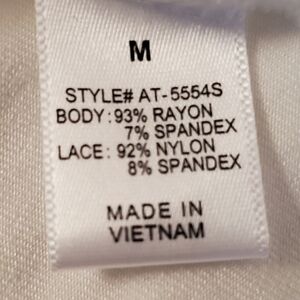 M
STYLE# AT-5554S
BODY: 93% RAYON
7% SPANDEX
LACE: 92% NYLON
8% SPANDEX
MADE IN
VIETNAM